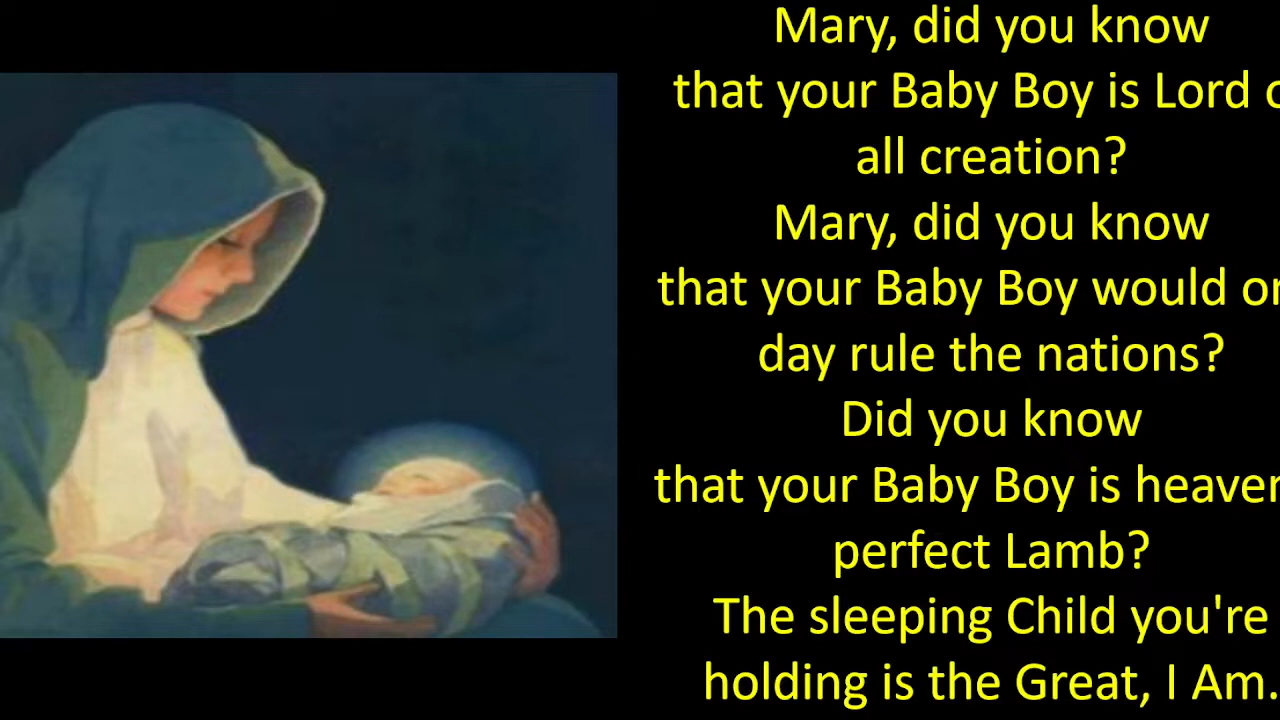 Mary, did you know
that your Baby Boy is Lord
all creation?
Mary, did you know
that your Baby Boy would
day rule the nations?
Did you know
that your Baby Boy is
perfect Lamb?
The sleeping Child you're
holding is the Great, I Am.